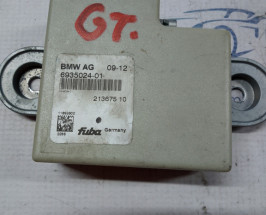 GT.
BMW AG 09-12
6935024-01
213675 10
fuba Germany